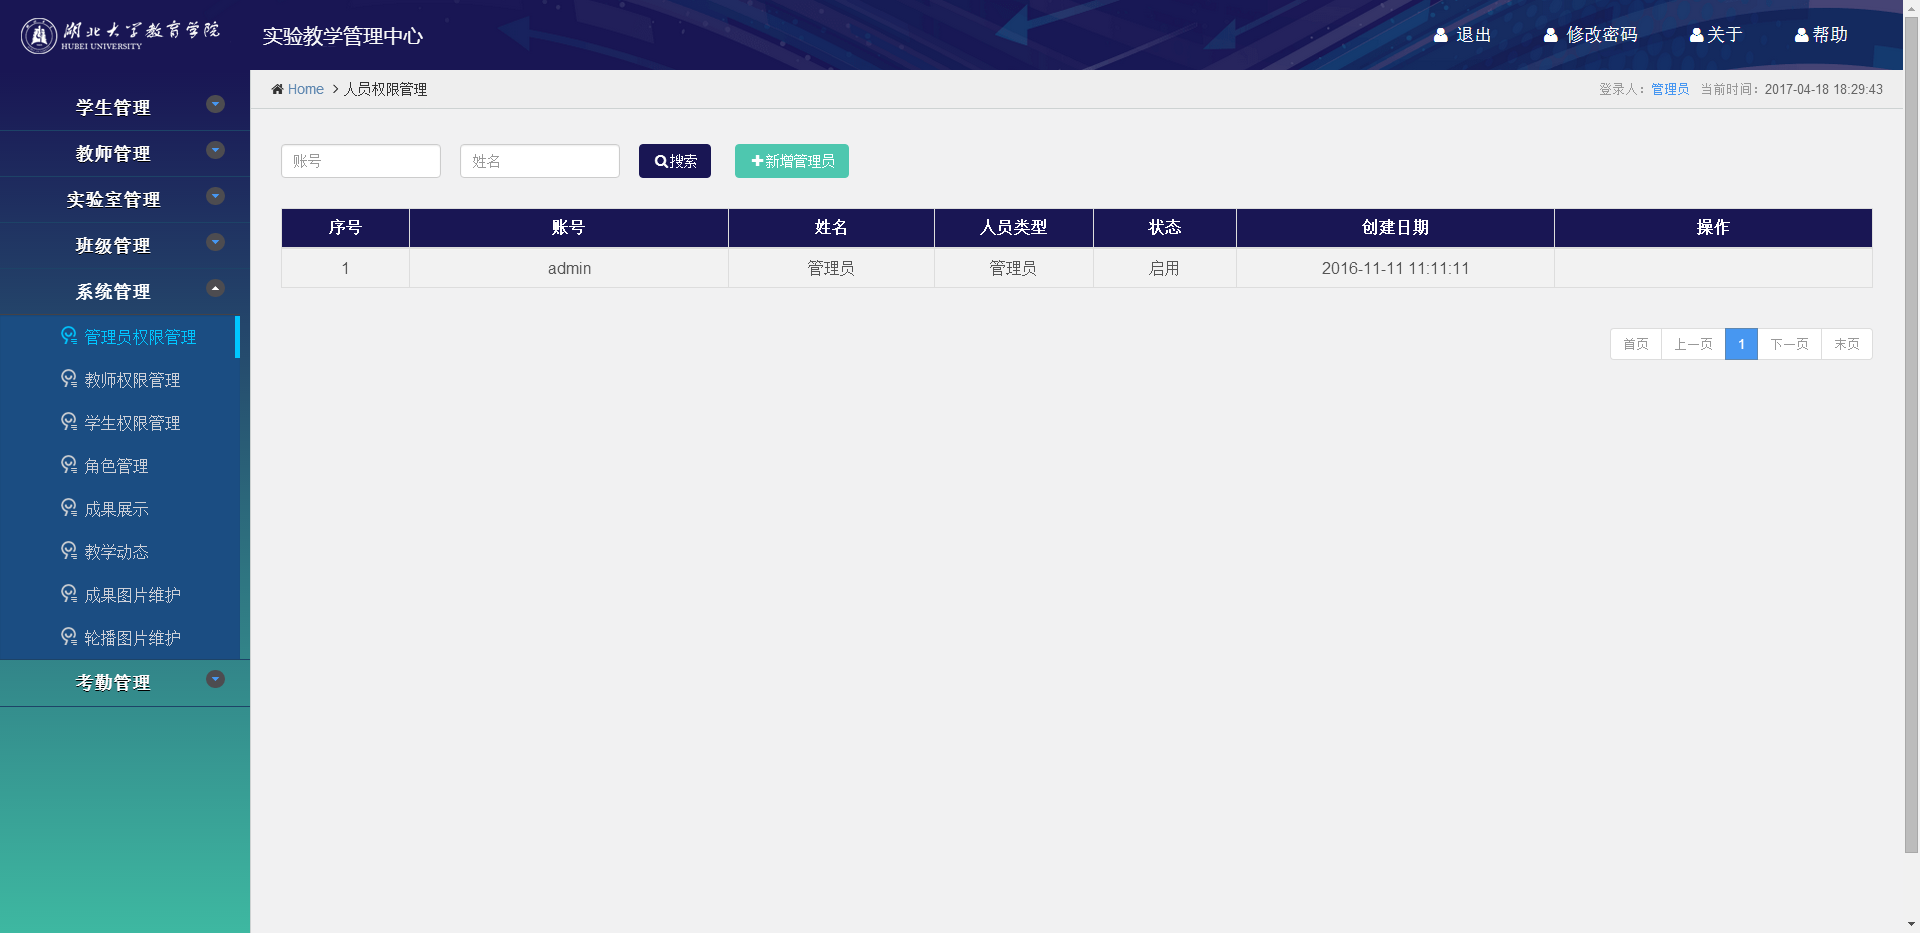 湖北大学教育学院
HUBEI UNIVERSITY
实验教学管理中心
退出 修改密码 关于 帮助
Home 人员权限管理
登录人：管理员 当前时间：2017-04-18 18:29:43
学生管理
教师管理
实验室管理
班级管理
系统管理
管理员权限管理
教师权限管理
学生权限管理
角色管理
成果展示
教学动态
成果图片维护
轮播图片维护
考勤管理
账号 姓名 搜索 新增管理员
序号 账号 姓名 人员类型 状态 创建日期 操作
1 admin 管理员 管理员 启用 2016-11-11 11:11:11
首页 上一页 1 下一页 末页